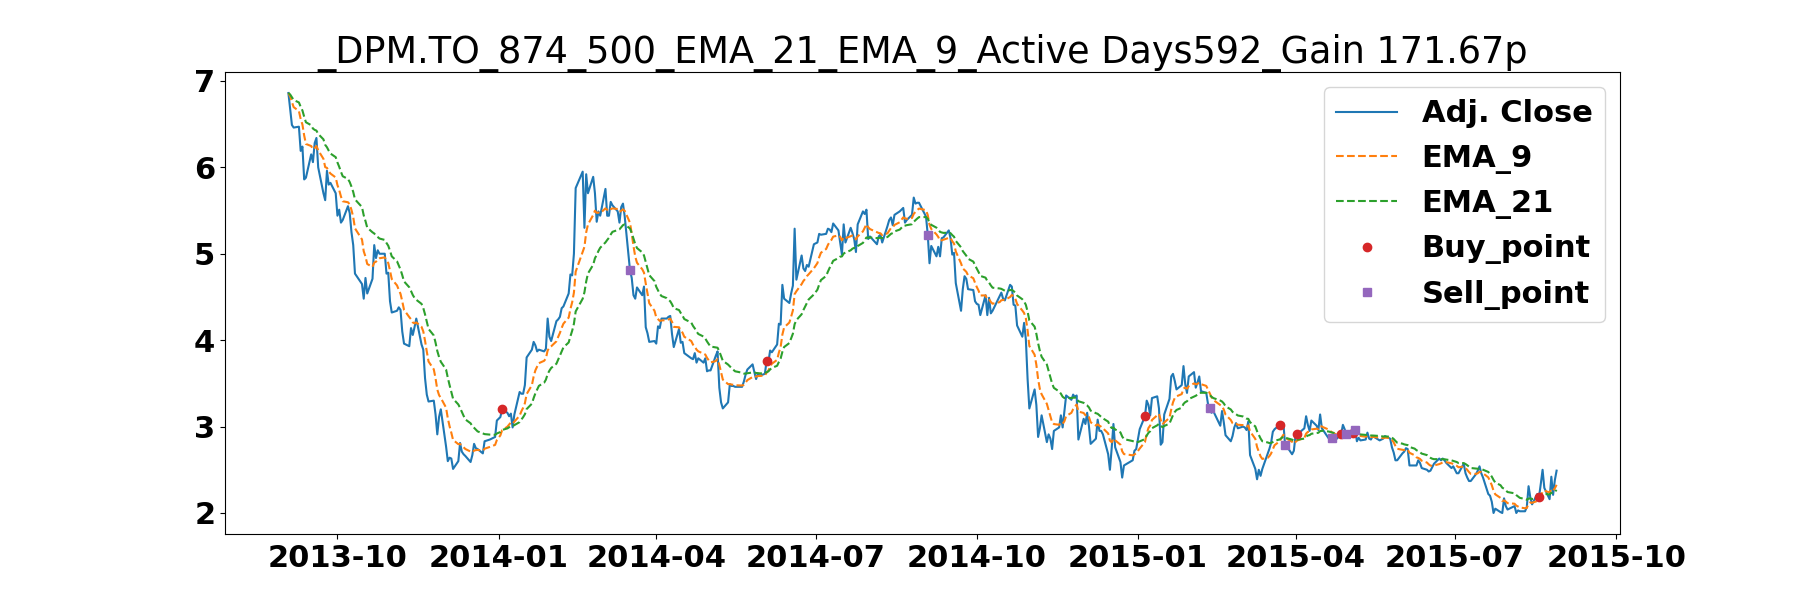 _DPM.TO_874_500_EMA_21_EMA_9_Active Days592_Gain 171.67p
7
6
5
4
3
2
Adj. Close
EMA_9
EMA_21
Buy_point
Sell_point
2013-10 2014-01 2014-04 2014-07 2014-10 2015-01 2015-04 2015-07 2015-10